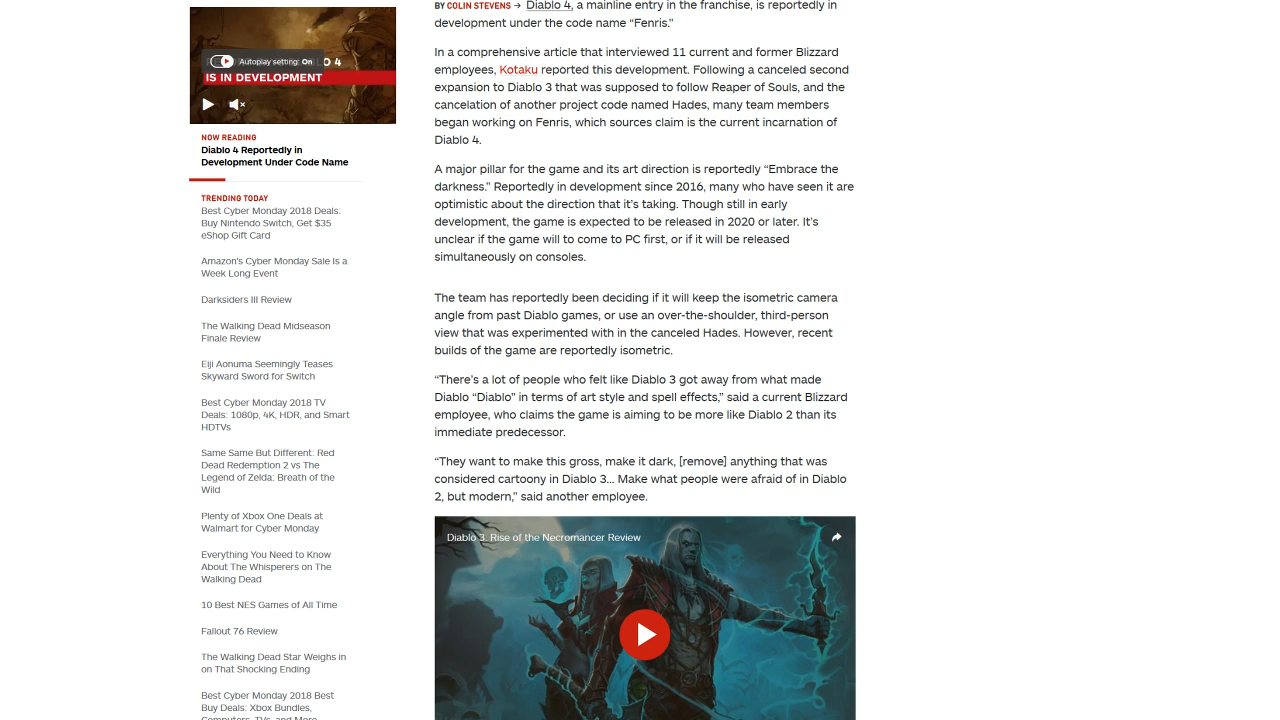 Autoplay setting: On
O 4
IS IN DEVELOPMENT
NOW READING
Diablo 4 Reportedly in
Development Under Code Name
TRENDING TODAY
Best Cyber Monday 2018 Deals:
Buy Nintendo Switch, Get $35
eShop Gift Card
Amazon's Cyber Monday Sale Is a
Week Long Event
Darksiders III Review
The Walking Dead Midseason
Finale Review
Eiji Aonuma Seemingly Teases
Skyward Sword for Switch
Best Cyber Monday 2018 TV
Deals: 1080p, 4K, HDR, and Smart
HDTVs
Same Same But Different: Red
Dead Redemption 2 vs The
Legend of Zelda: Breath of the
Wild
Plenty of Xbox One Deals at
Walmart for Cyber Monday
Everything You Need to Know
About The Whisperers on The
Walking Dead
10 Best NES Games of All Time
Fallout 76 Review
The Walking Dead Star Weighs in
on That Shocking Ending
Best Cyber Monday 2018 Best
Buy Deals: Xbox Bundles,
Computers, TVs, and More
BY COLIN STEVENS → Diablo 4, a mainline entry in the franchise, is reportedly in
development under the code name “Fenris.”
In a comprehensive article that interviewed 11 current and former Blizzard
employees, Kotaku reported this development. Following a canceled second
expansion to Diablo 3 that was supposed to follow Reaper of Souls, and the
cancelation of another project code named Hades, many team members
began working on Fenris, which sources claim is the current incarnation of
Diablo 4.
A major pillar for the game and its art direction is reportedly “Embrace the
darkness.” Reportedly in development since 2016, many who have seen it are
optimistic about the direction that it’s taking. Though still in early
development, the game is expected to be released in 2020 or later. It’s
unclear if the game will to come to PC first, or if it will be released
simultaneously on consoles.
The team has reportedly been deciding if it will keep the isometric camera
angle from past Diablo games, or use an over-the-shoulder, third-person
view that was experimented with in the canceled Hades. However, recent
builds of the game are reportedly isometric.
“There’s a lot of people who felt like Diablo 3 got away from what made
Diablo “Diablo” in terms of art style and spell effects,” said a current Blizzard
employee, who claims the game is aiming to be more like Diablo 2 than its
immediate predecessor.
“They want to make this gross, make it dark, [remove] anything that was
considered cartoony in Diablo 3… Make what people were afraid of in Diablo
2, but modern,” said another employee.
Diablo 3: Rise of the Necromancer Review